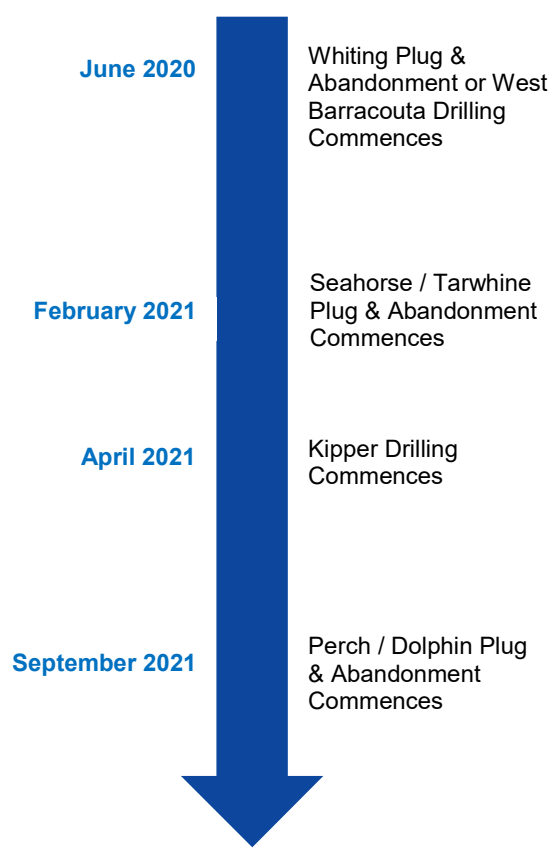 June 2020
Whiting Plug &
Abandonment or West
Barracouta Drilling
Commences
February 2021
Seahorse / Tarwhine
Plug & Abandonment
Commences
April 2021
Kipper Drilling
Commences
September 2021
Perch / Dolphin Plug
& Abandonment
Commences